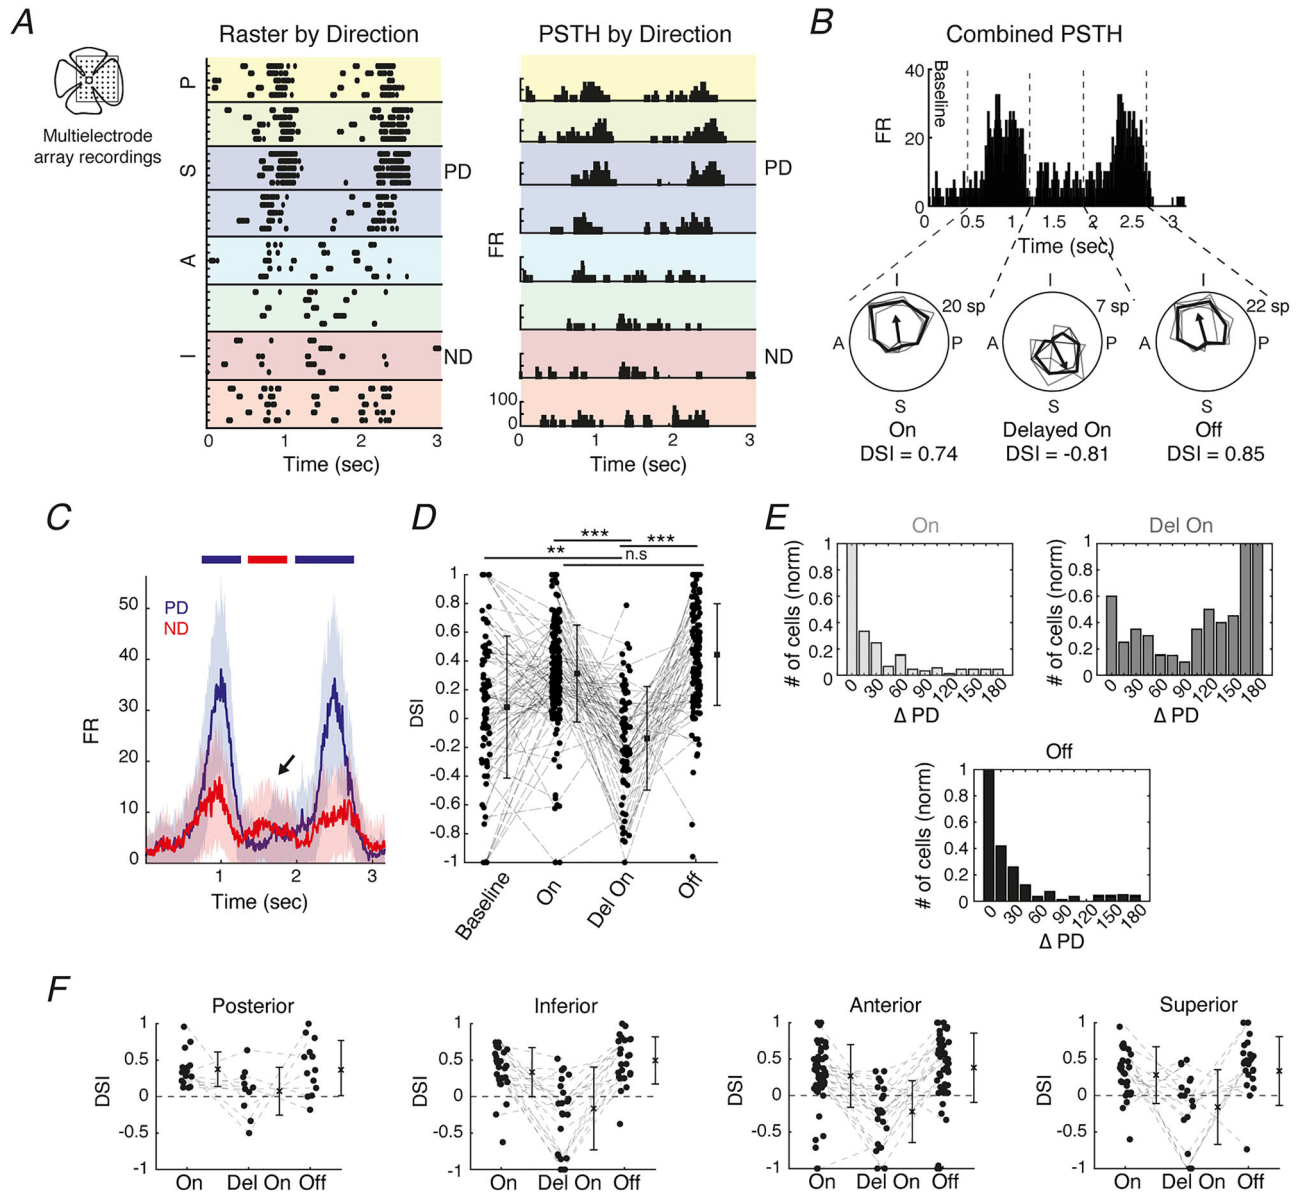 A
Raster by Direction
PSTH by Direction
Multielectrode
array recordings
P
S
A
I
PD
ND
0 1 2 3
Time (sec)
FR
PD
ND
100
0
0 1 2 3
Time (sec)
B
Combined PSTH
Baseline
FR
40
20
0
0 0.5 1 1.5 2 2.5 3
Time (sec)
I
A
P
S
20 sp
On
DSI = 0.74
I
A
P
S
7 sp
Delayed On
DSI = -0.81
I
A
P
S
22 sp
Off
DSI = 0.85
C
PD
ND
FR
50
40
30
20
10
0
1 2 3
Time (sec)
D
***
***
**
n.s
DSI
1
0.8
0.6
0.4
0.2
0
-0.2
-0.4
-0.6
-0.8
-1
Baseline
On
Del On
Off
E
On
# of cells (norm)
1
0.8
0.6
0.4
0.2
0
0 30 60 90 120 150 180
Δ PD
Del On
# of cells (norm)
1
0.8
0.6
0.4
0.2
0
0 30 60 90 120 150 180
Δ PD
Off
# of cells (norm)
1
0.8
0.6
0.4
0.2
0
0 30 60 90 120 150 180
Δ PD
F
Posterior
DSI
1
0.5
0
-0.5
-1
On Del On Off
Inferior
DSI
1
0.5
0
-0.5
-1
On Del On Off
Anterior
DSI
1
0.5
0
-0.5
-1
On Del On Off
Superior
DSI
1
0.5
0
-0.5
-1
On Del On Off